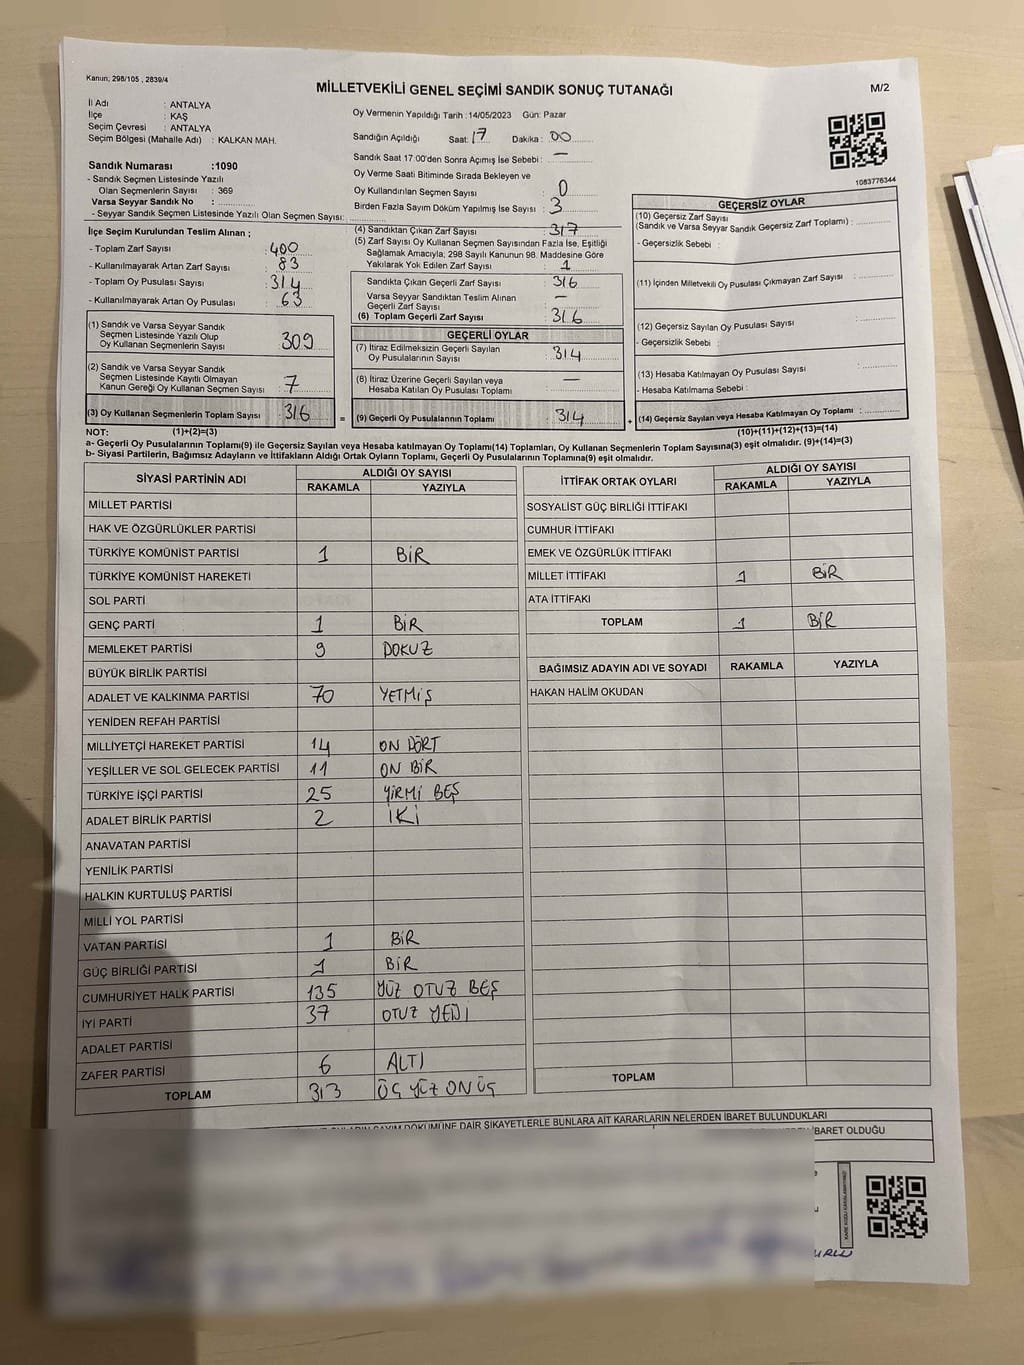 Kanun; 298/105 , 2839/4
MİLLETVEKİLİ GENEL SEÇİMİ SANDIK SONUÇ TUTANAĞI
M/2
İl Adı : ANTALYA
İlçe : KAŞ
Seçim Çevresi : ANTALYA
Seçim Bölgesi (Mahalle Adı) : KALKAN MAH.
Oy Vermenin Yapıldığı Tarih : 14/05/2023 Gün: Pazar
Sandığın Açıldığı Saat: 17 Dakika : 00
Sandık Saat 17:00'den Sonra Açımış İse Sebebi : —
Oy Verme Saati Bitiminde Sırada Bekleyen ve
Oy Kullandırılan Seçmen Sayısı : 0
Birden Fazla Sayım Döküm Yapılmış İse Sayısı : 3
1083776344
Sandık Numarası :1090
- Sandık Seçmen Listesinde Yazılı
Olan Seçmenlerin Sayısı : 369
Varsa Seyyar Sandık No :
- Seyyar Sandık Seçmen Listesinde Yazılı Olan Seçmen Sayısı:
İlçe Seçim Kurulundan Teslim Alınan ;
- Toplam Zarf Sayısı : 400
- Kullanılmayarak Artan Zarf Sayısı : 83
- Toplam Oy Pusulası Sayısı : 314
- Kullanılmayarak Artan Oy Pusulası : 63
(1) Sandık ve Varsa Seyyar Sandık
Seçmen Listesinde Yazılı Olup
Oy Kullanan Seçmenlerin Sayısı : 309
(2) Sandık ve Varsa Seyyar Sandık
Seçmen Listesinde Kayıtlı Olmayan
Kanun Gereği Oy Kullanan Seçmen Sayısı : 7
(3) Oy Kullanan Seçmenlerin Toplam Sayısı : 316 =
(4) Sandıktan Çıkan Zarf Sayısı : 317
(5) Zarf Sayısı Oy Kullanan Seçmen Sayısından Fazla İse, Eşitliği
Sağlamak Amacıyla; 298 Sayılı Kanunun 98. Maddesine Göre
Yakılarak Yok Edilen Zarf Sayısı : 1
Sandıkta Çıkan Geçerli Zarf Sayısı : 316
Varsa Seyyar Sandıktan Teslim Alınan
Geçerli Zarf Sayısı : —
(6) Toplam Geçerli Zarf Sayısı : 316
GEÇERLİ OYLAR
(7) İtiraz Edilmeksizin Geçerli Sayılan
Oy Pusulalarının Sayısı : 314
(8) İtiraz Üzerine Geçerli Sayılan veya
Hesaba Katılan Oy Pusulası Toplamı : —
(9) Geçerli Oy Pusulalarının Toplamı : 314 +
GEÇERSİZ OYLAR
(10) Geçersiz Zarf Sayısı
(Sandık ve Varsa Seyyar Sandık Geçersiz Zarf Toplamı) :
- Geçersizlik Sebebi :
(11) İçinden Milletvekili Oy Pusulası Çıkmayan Zarf Sayısı :
(12) Geçersiz Sayılan Oy Pusulası Sayısı :
- Geçersizlik Sebebi :
(13) Hesaba Katılmayan Oy Pusulası Sayısı :
- Hesaba Katılmama Sebebi :
(14) Geçersiz Sayılan veya Hesaba Katılmayan Oy Toplamı :
NOT: (1)+(2)=(3) (10)+(11)+(12)+(13)=(14)
a- Geçerli Oy Pusulalarının Toplamı(9) ile Geçersiz Sayılan veya Hesaba katılmayan Oy Toplamı(14) Toplamları, Oy Kullanan Seçmenlerin Toplam Sayısına(3) eşit olmalıdır. (9)+(14)=(3)
b- Siyasi Partilerin, Bağımsız Adayların ve İttifakların Aldığı Ortak Oyların Toplamı, Geçerli Oy Pusulalarının Toplamına(9) eşit olmalıdır.
SİYASİ PARTİNİN ADI ALDIĞI OY SAYISI
RAKAMLA YAZIYLA
MİLLET PARTİSİ
HAK VE ÖZGÜRLÜKLER PARTİSİ
TÜRKİYE KOMÜNİST PARTİSİ 1 BİR
TÜRKİYE KOMÜNİST HAREKETİ
SOL PARTİ
GENÇ PARTİ 1 BİR
MEMLEKET PARTİSİ 9 DOKUZ
BÜYÜK BİRLİK PARTİSİ
ADALET VE KALKINMA PARTİSİ 70 YETMİŞ
YENİDEN REFAH PARTİSİ
MİLLİYETÇİ HAREKET PARTİSİ 14 ON DÖRT
YEŞİLLER VE SOL GELECEK PARTİSİ 11 ON BİR
TÜRKİYE İŞÇİ PARTİSİ 25 YİRMİ BEŞ
ADALET BİRLİK PARTİSİ 2 İKİ
ANAVATAN PARTİSİ
YENİLİK PARTİSİ
HALKIN KURTULUŞ PARTİSİ
MİLLİ YOL PARTİSİ
VATAN PARTİSİ 1 BİR
GÜÇ BİRLİĞİ PARTİSİ 1 BİR
CUMHURİYET HALK PARTİSİ 135 YÜZ OTUZ BEŞ
İYİ PARTİ 37 OTUZ YEDİ
ADALET PARTİSİ
ZAFER PARTİSİ 6 ALTI
TOPLAM 313 ÜÇ YÜZ ON ÜÇ
İTTİFAK ORTAK OYLARI ALDIĞI OY SAYISI
RAKAMLA YAZIYLA
SOSYALİST GÜÇ BİRLİĞİ İTTİFAKI
CUMHUR İTTİFAKI
EMEK VE ÖZGÜRLÜK İTTİFAKI
MİLLET İTTİFAKI 1 BİR
ATA İTTİFAKI
TOPLAM 1 BİR
BAĞIMSIZ ADAYIN ADI VE SOYADI RAKAMLA YAZIYLA
HAKAN HALİM OKUDAN
TOPLAM
SAYIM DÖKÜMÜNE DAİR ŞİKAYETLERLE BUNLARA AİT KARARLARIN NELERDEN İBARET BULUNDUKLARI
İBARET OLDUĞU